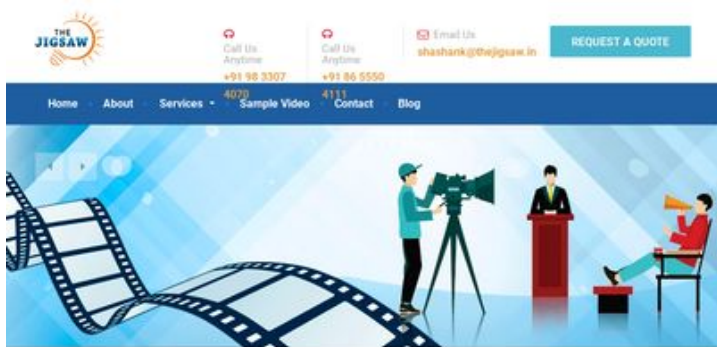 THE
JIGSAW
Call Us
Anytime
+91 98 3307
4070
Call Us
Anytime
+91 86 5550
4111
Email Us
shashank@thejigsaw.in
REQUEST A QUOTE
Home About Services Sample Video Contact Blog